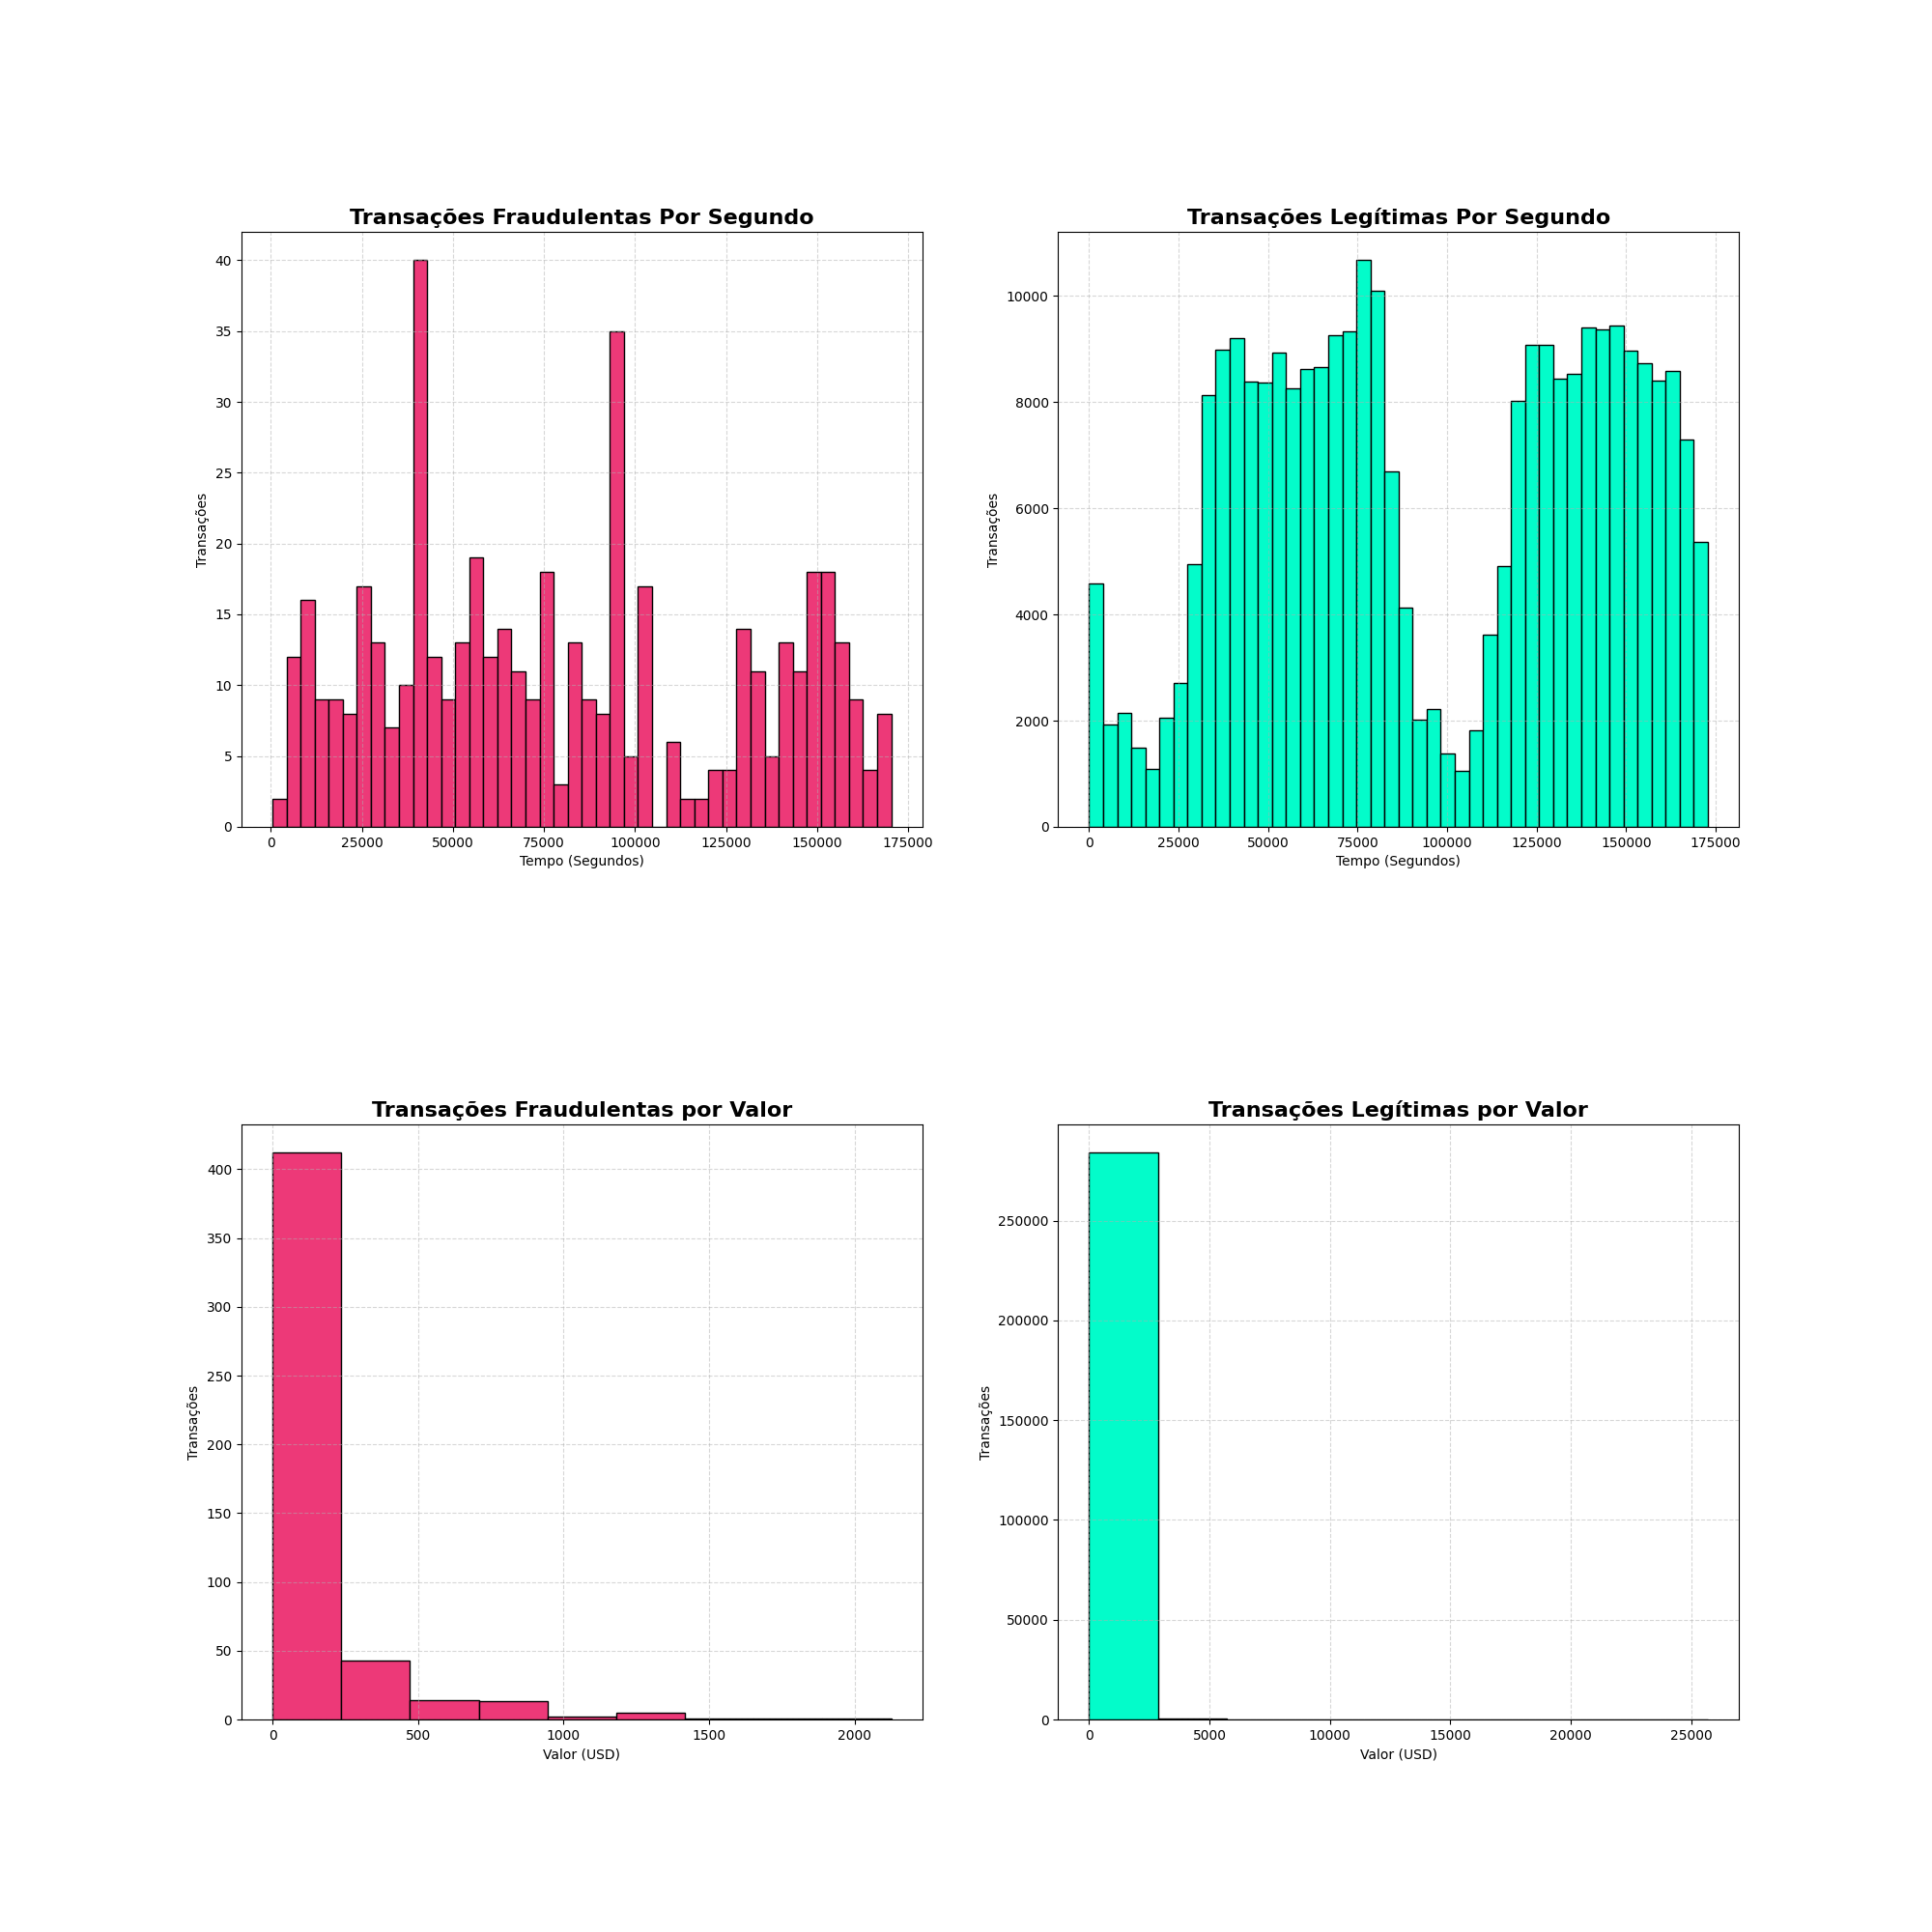 Transações Fraudulentas Por Segundo
40
35
30
25
20
15
10
5
0
Transações
0 25000 50000 75000 100000 125000 150000 175000
Tempo (Segundos)
Transações Legítimas Por Segundo
10000
8000
6000
4000
2000
0
Transações
0 25000 50000 75000 100000 125000 150000 175000
Tempo (Segundos)
Transações Fraudulentas por Valor
400
350
300
250
200
150
100
50
0
Transações
0 500 1000 1500 2000
Valor (USD)
Transações Legítimas por Valor
250000
200000
150000
100000
50000
0
Transações
0 5000 10000 15000 20000 25000
Valor (USD)